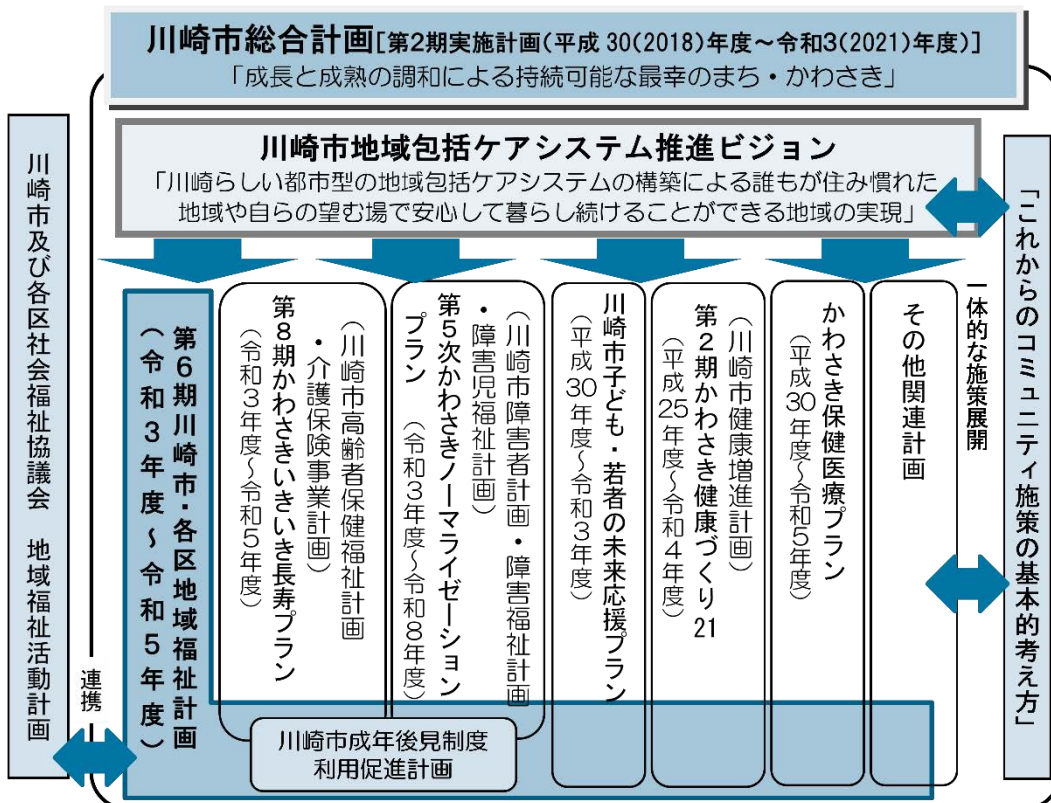 川崎市総合計画[第2期実施計画(平成30(2018)年度~令和3(2021)年度)]
「成長と成熟の調和による持続可能な最幸のまち・かわさき」
川崎市地域包括ケアシステム推進ビジョン
「川崎らしい都市型の地域包括ケアシステムの構築による誰もが住み慣れた
地域や自らの望む場で安心して暮らし続けることができる地域の実現」
川崎市及び各区社会福祉協議会 地域福祉活動計画
連携
第6期川崎市・各区地域福祉計画
(令和3年度~令和5年度)
(川崎市高齢者保健福祉計画
・介護保険事業計画)
第8期かわさきいきいき長寿プラン
(令和3年度~令和5年度)
(川崎市障害者計画・障害福祉計画
・障害児福祉計画)
第5次かわさきノーマライゼーション
プラン (令和3年度~令和8年度)
川崎市子ども・若者の未来応援プラン
(平成30年度~令和3年度)
(川崎市健康増進計画)
第2期かわさき健康づくり21
(平成25年度~令和4年度)
かわさき保健医療プラン
(平成30年度~令和5年度)
その他関連計画
川崎市成年後見制度
利用促進計画
一体的な施策展開
「これからのコミュニティ施策の基本的考え方」